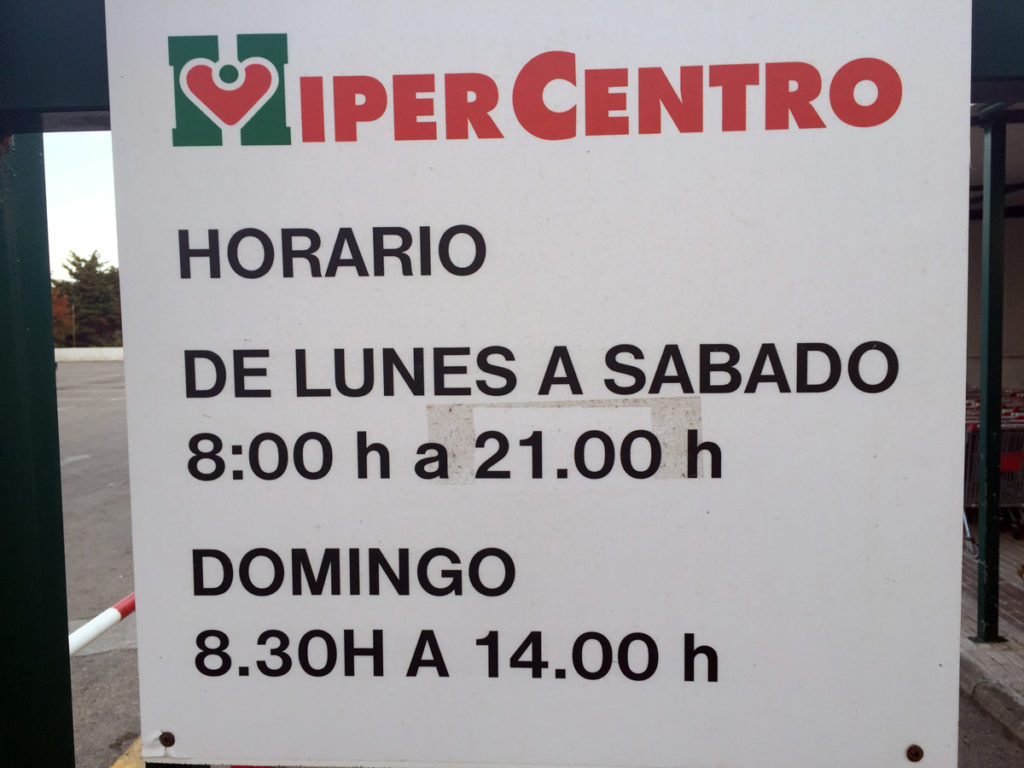 HIPERCENTRO
HORARIO
DE LUNES A SABADO
8:00 h a 21.00 h
DOMINGO
8.30H A 14.00 h